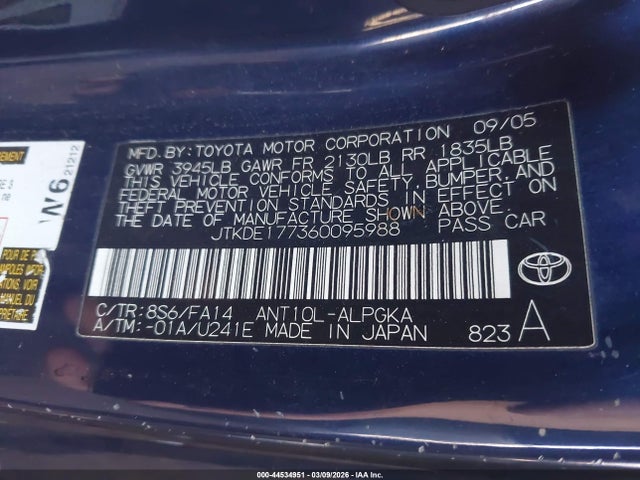 MFD.BY: TOYOTA MOTOR CORPORATION 09/05
GVWR 3945LB GAWR FR 2130LB RR 1835LB
THIS VEHICLE CONFORMS TO ALL APPLICABLE
FEDERAL MOTOR VEHICLE SAFETY, BUMPER, AND
THEFT PREVENTION STANDARDS IN EFFECT ON
THE DATE OF MANUFACTURE SHOWN ABOVE.
JTKDE177360095988 PASS CAR
C/TR: 8S6/FA14 ANT10L-ALPGKA
A/TM: -01A/U241E MADE IN JAPAN 823 A
W6 21212
000-44534951 - 03/09/2026 - IAA Inc.